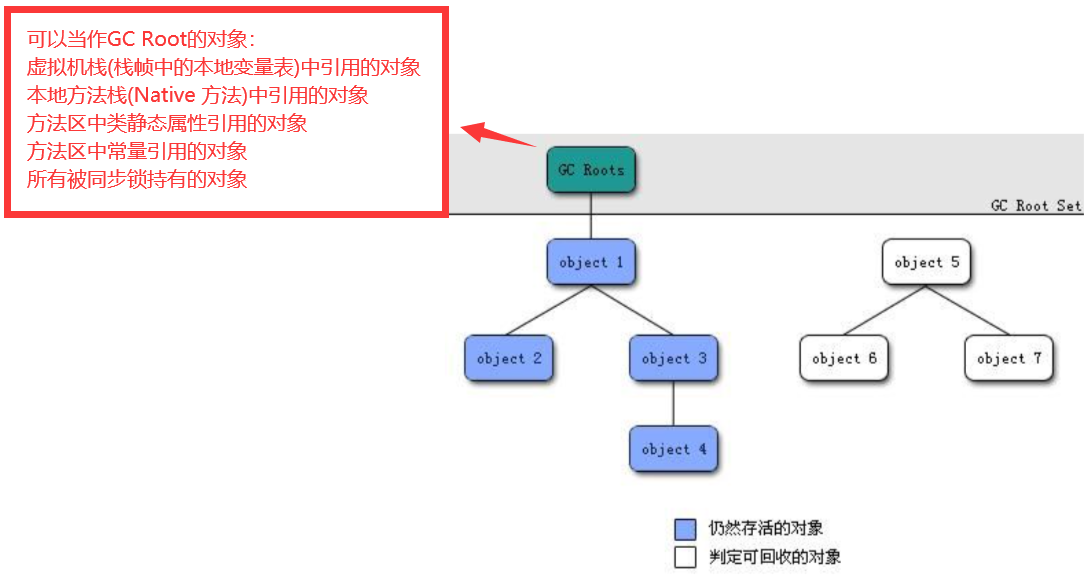 可以当作GC Root的对象：
虚拟机栈(栈帧中的本地变量表)中引用的对象
本地方法栈(Native 方法)中引用的对象
方法区中类静态属性引用的对象
方法区中常量引用的对象
所有被同步锁持有的对象
GC Roots
GC Root Set
object 1
object 5
object 2
object 3
object 6
object 7
object 4
仍然存活的对象
判定可回收的对象